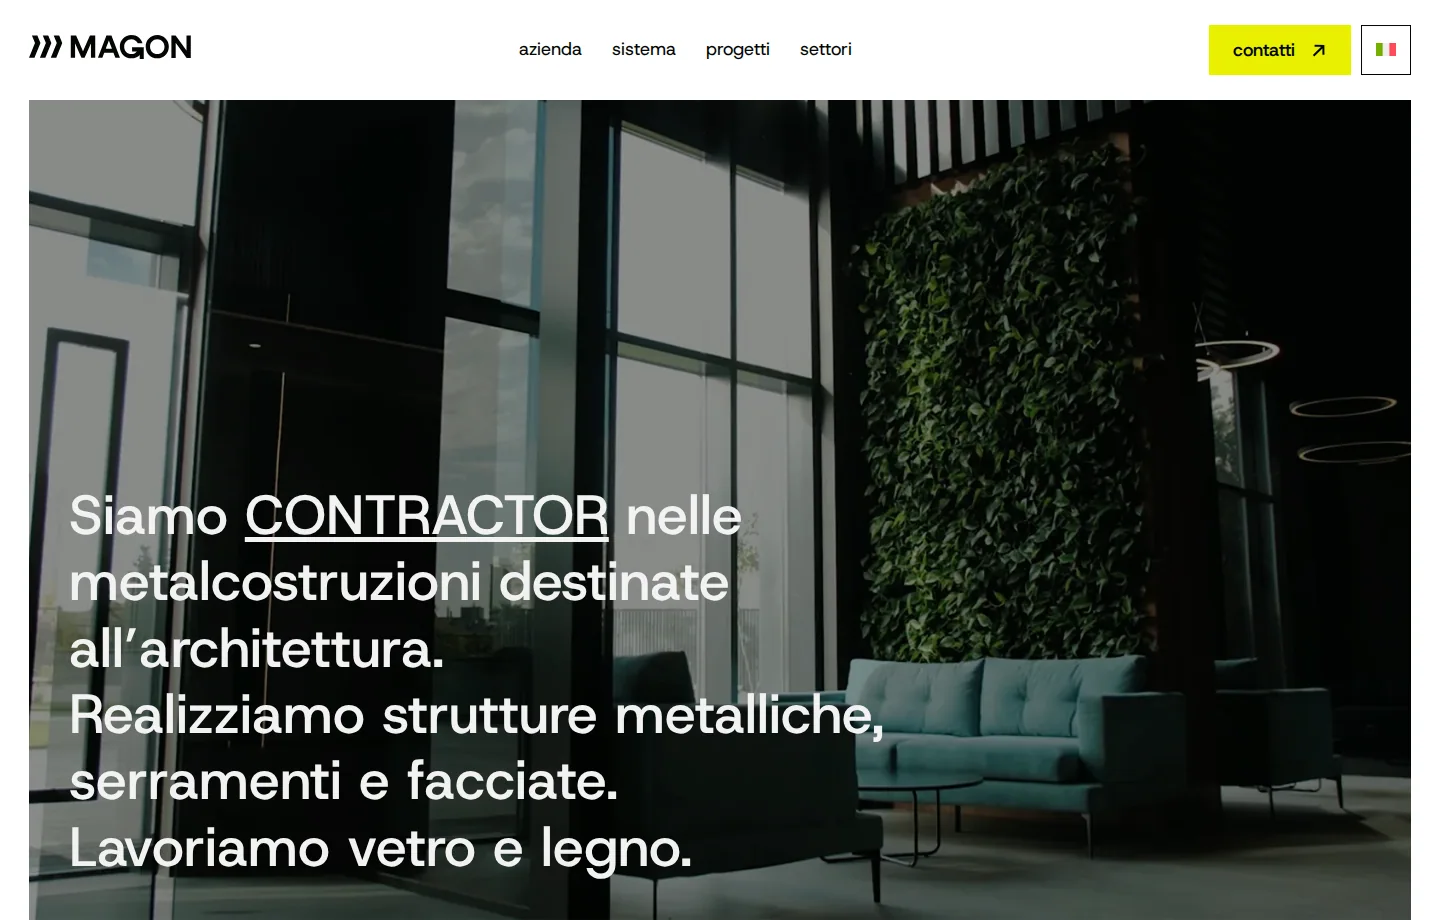 MAGON
azienda sistema progetti settori
contatti
Siamo CONTRACTOR nelle
metalcostruzioni destinate
all’architettura.
Realizziamo strutture metalliche,
serramenti e facciate.
Lavoriamo vetro e legno.